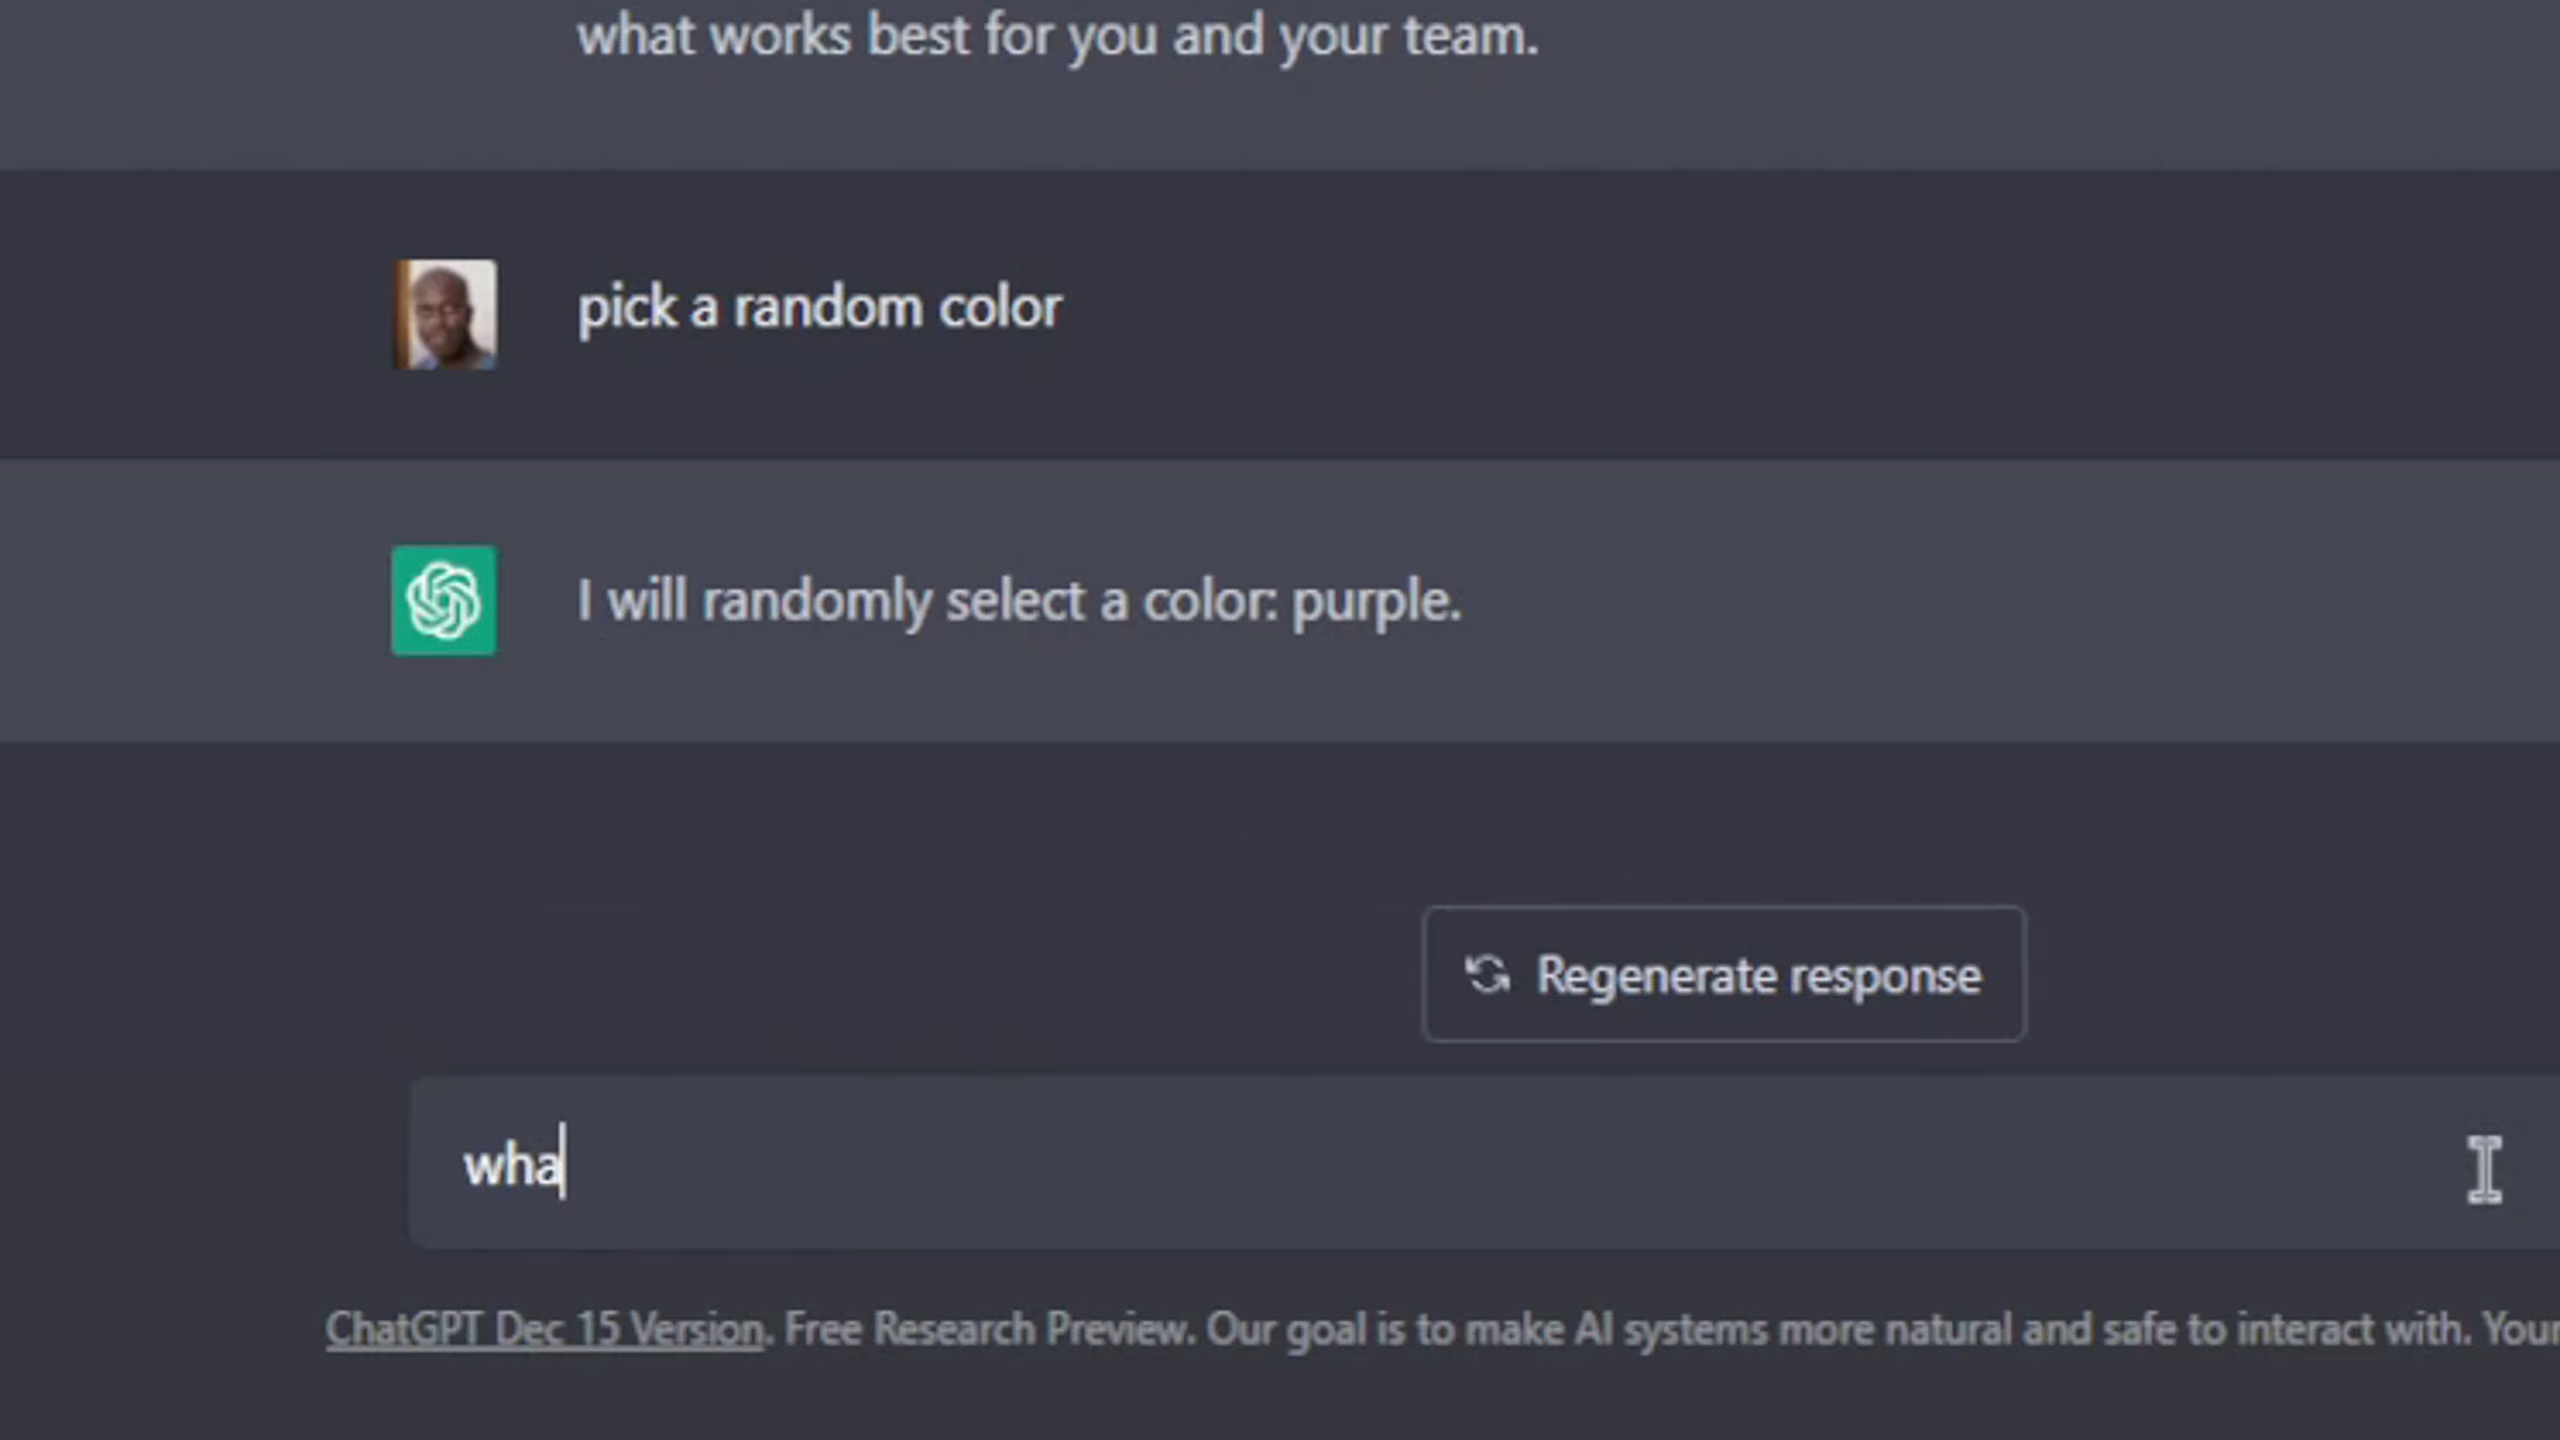 what works best for you and your team.
pick a random color
I will randomly select a color: purple.
Regenerate response
wha
ChatGPT Dec 15 Version. Free Research Preview. Our goal is to make AI systems more natural and safe to interact with. Your